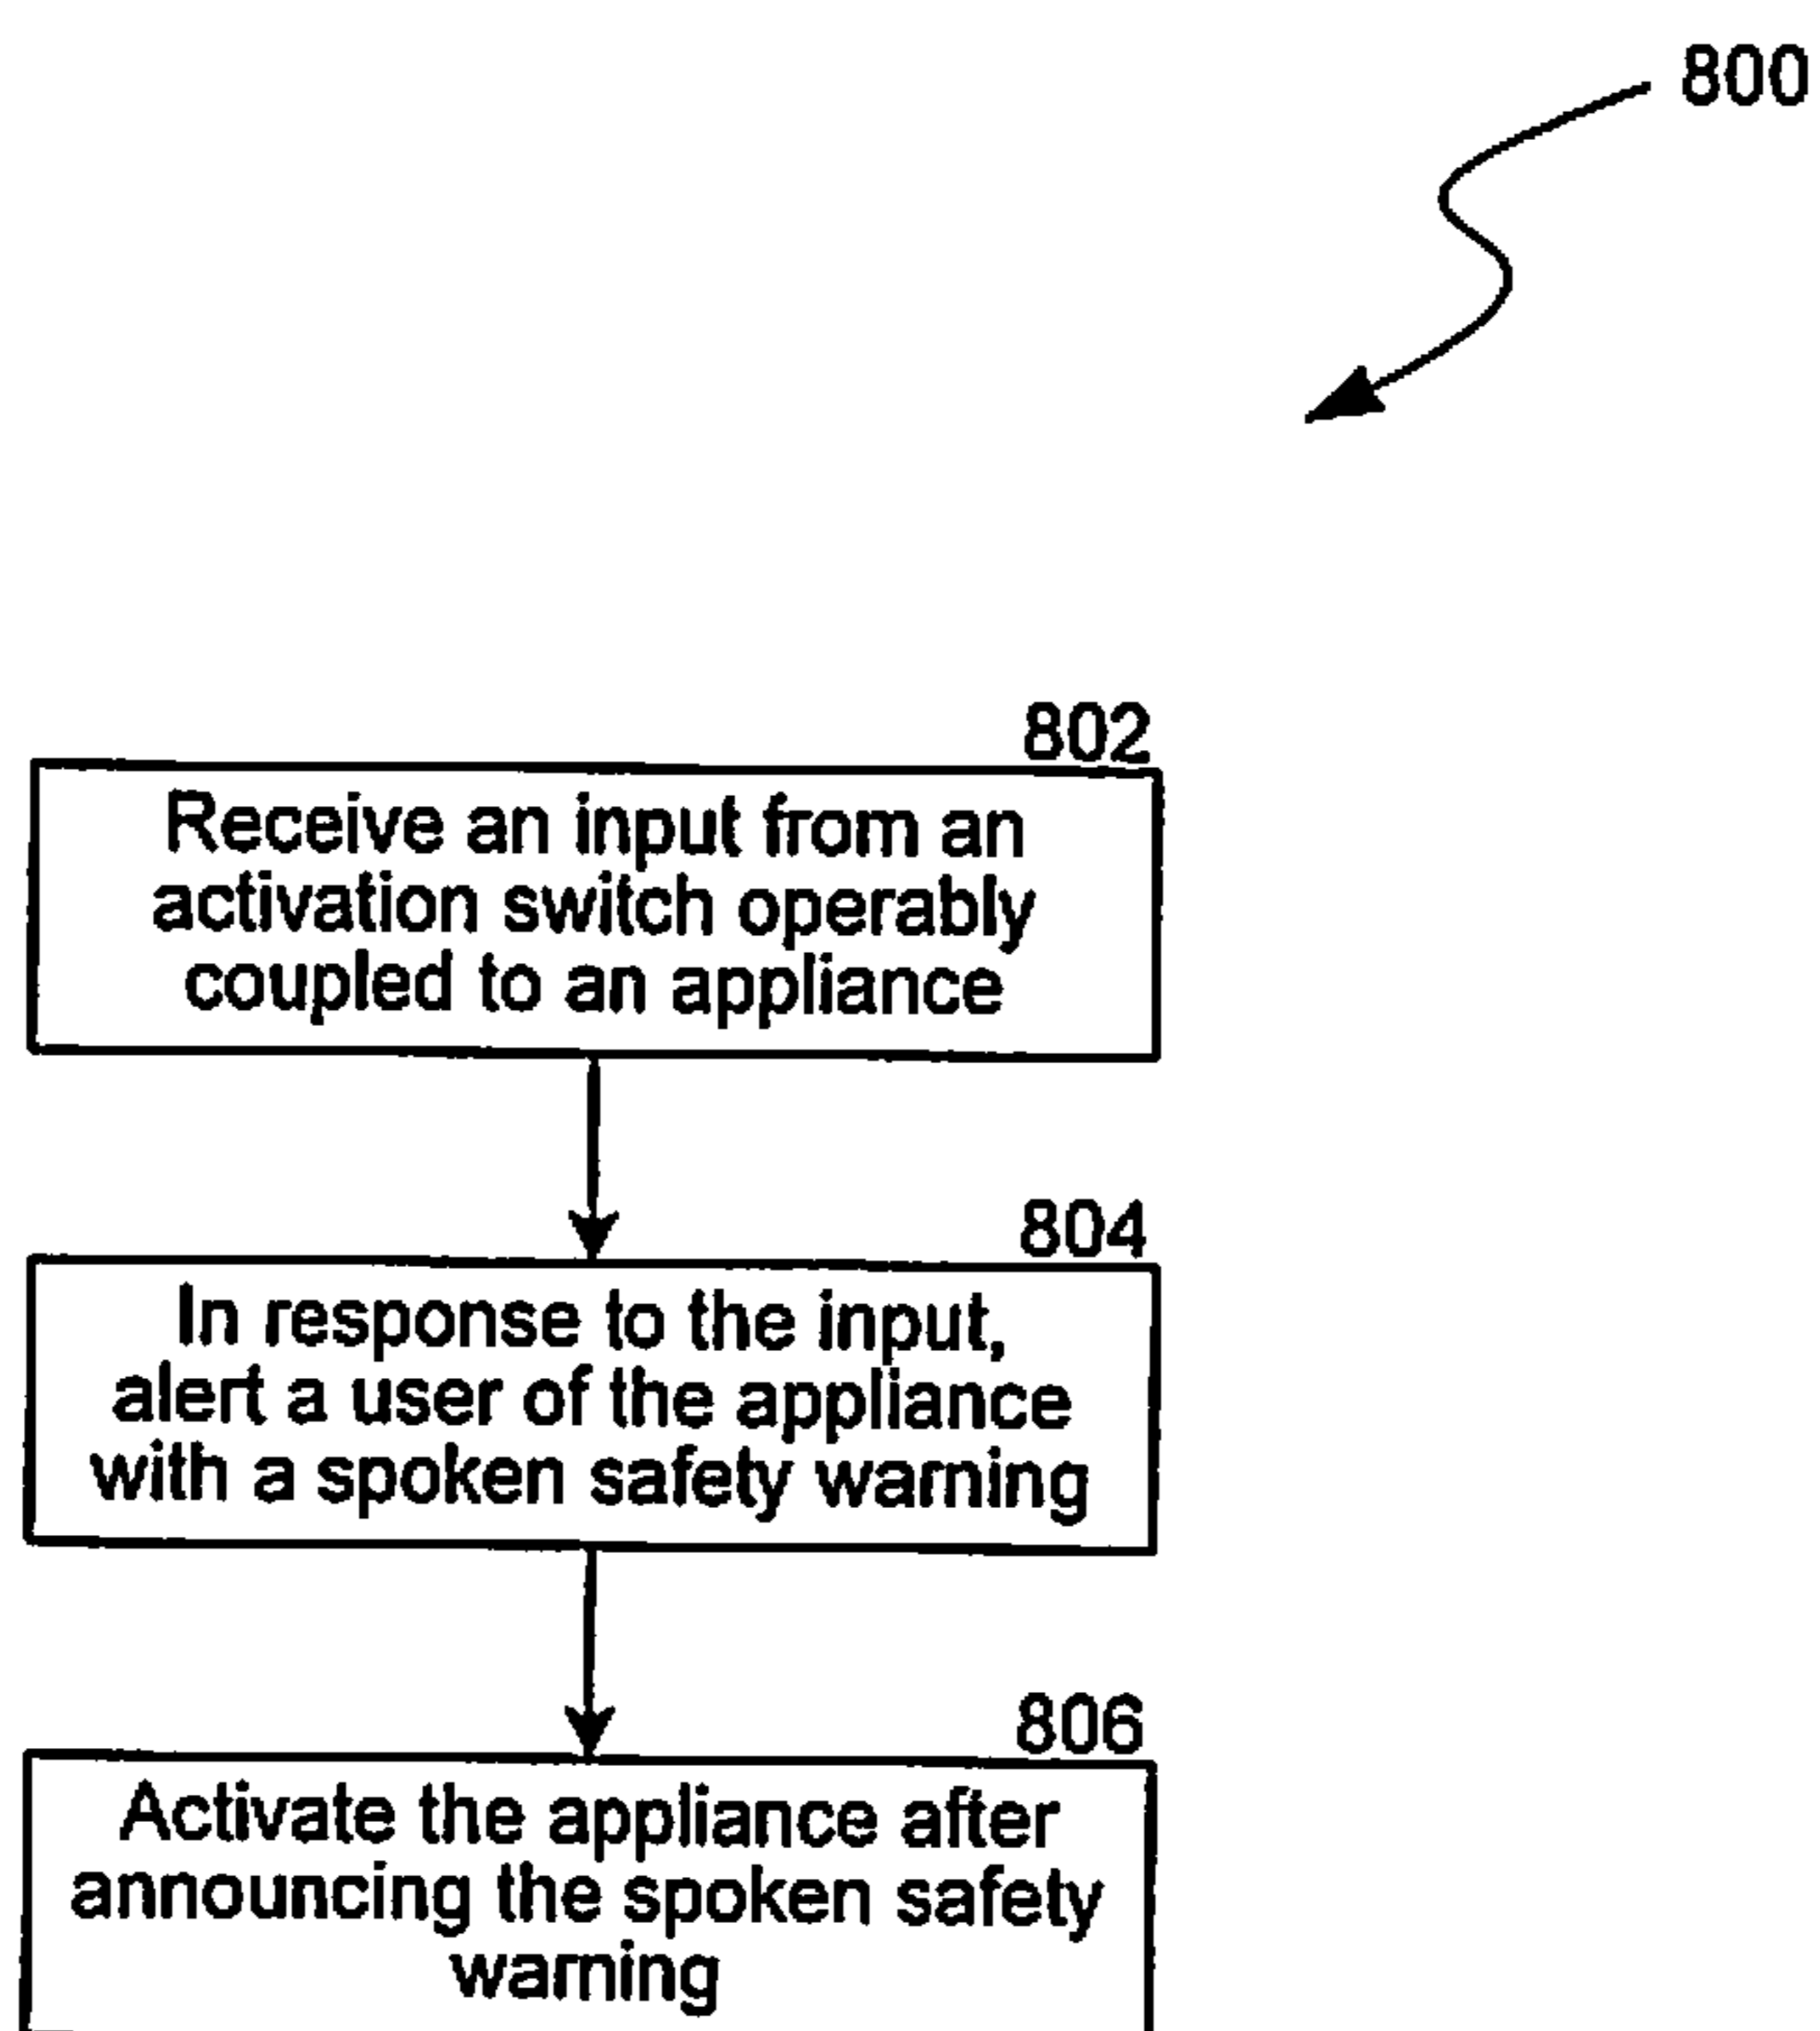 800
802
Receive an input from an
activation switch operably
coupled to an appliance
804
In response to the input,
alert a user of the appliance
with a spoken safety warning
806
Activate the appliance after
announcing the spoken safety
warning